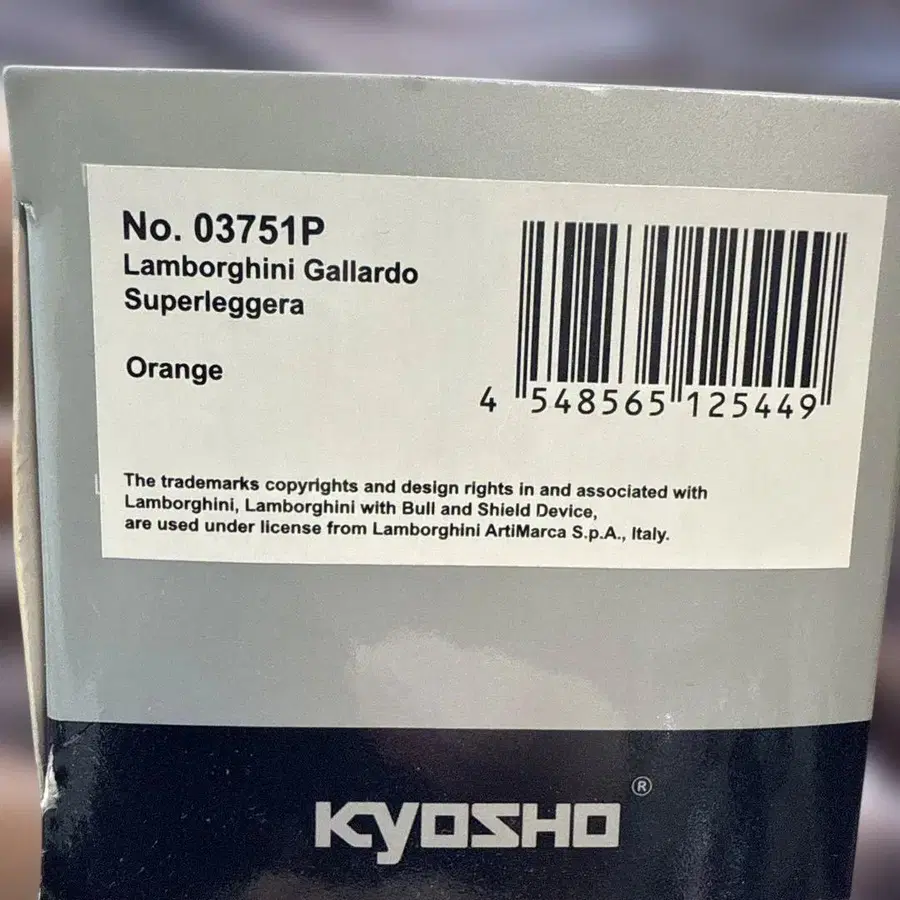 No. 03751P
Lamborghini Gallardo
Superleggera
Orange
4 548565 125449
The trademarks copyrights and design rights in and associated with
Lamborghini, Lamborghini with Bull and Shield Device,
are used under license from Lamborghini ArtiMarca S.p.A., Italy.
KYOSHO®